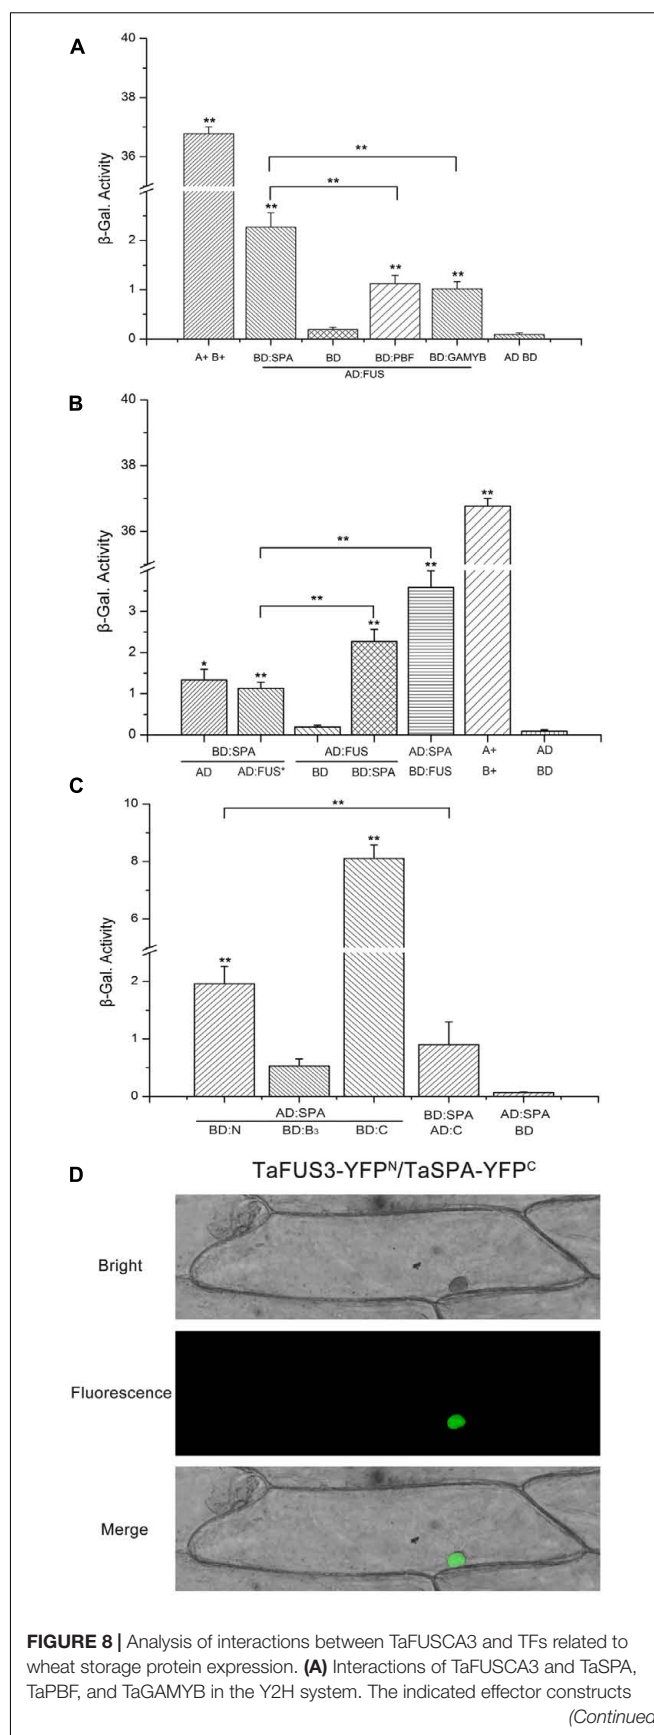 A
40
38
36
2
1
0
β-Gal. Activity
**
**
**
**
**
**
A+ B+
BD:SPA
BD
BD:PBF
BD:GAMYB
AD BD
AD:FUS
B
40
38
36
3
2
1
0
β-Gal. Activity
**
**
*
**
**
**
**
BD:SPA
AD:FUS
AD:SPA
A+
AD
AD
AD:FUS*
BD
BD:SPA
BD:FUS
B+
BD
C
10
8
6
2
1
0
β-Gal. Activity
**
**
**
AD:SPA
BD:SPA
AD:SPA
BD:N
BD:B₃
BD:C
AD:C
BD
D
TaFUS3-YFPᴺ/TaSPA-YFPᶜ
Bright
Fluorescence
Merge
FIGURE 8 | Analysis of interactions between TaFUSCA3 and TFs related to
wheat storage protein expression. (A) Interactions of TaFUSCA3 and TaSPA,
TaPBF, and TaGAMYB in the Y2H system. The indicated effector constructs
(Continued